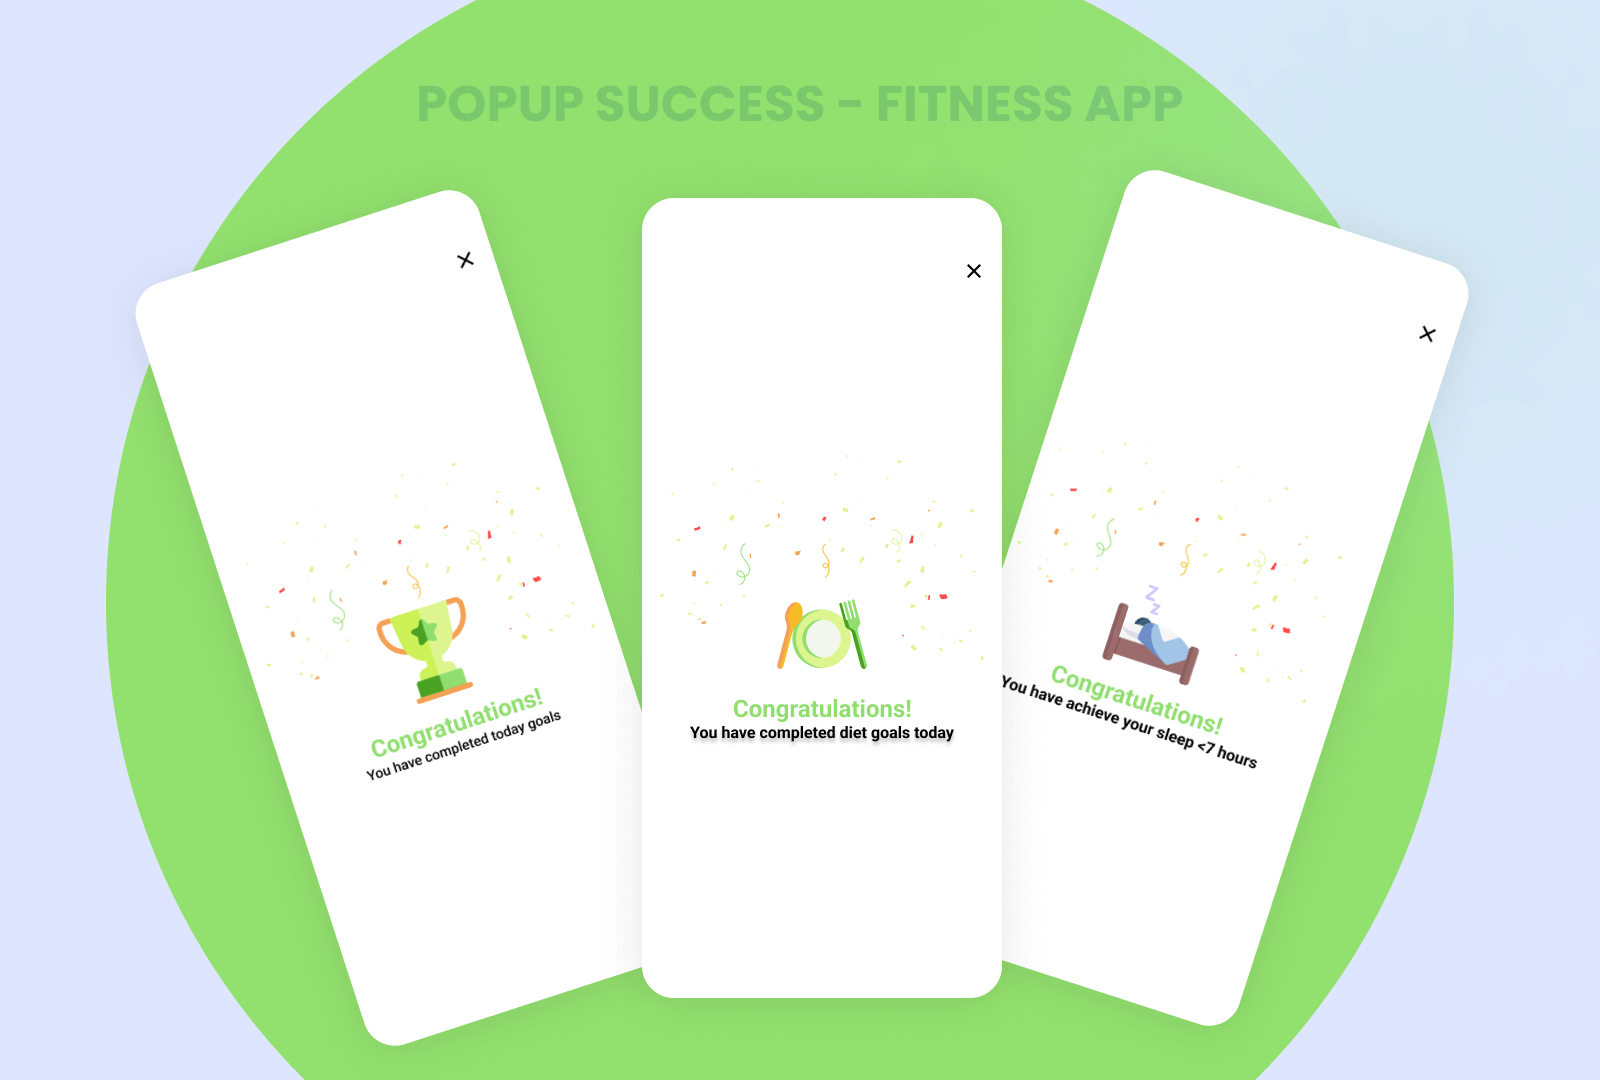 POPUP SUCCESS - FITNESS APP
Congratulations!
You have completed today goals
Congratulations!
You have completed diet goals today
Congratulations!
You have achieve your sleep <7 hours